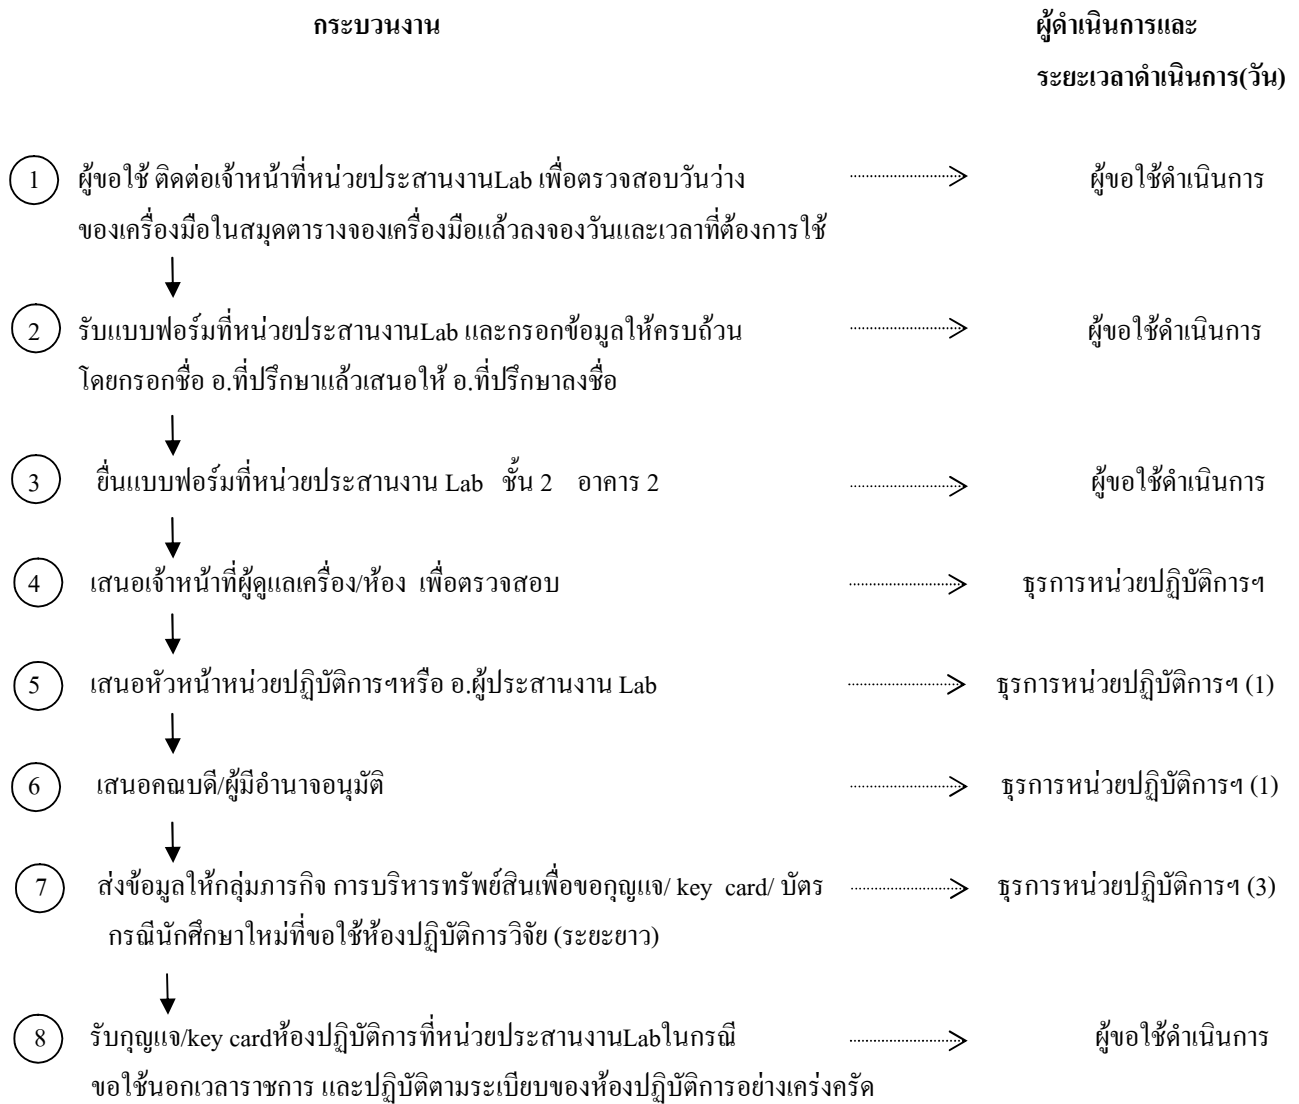 กระบวนงาน
ผู้ดำเนินการและ
ระยะเวลาดำเนินการ(วัน)
1 ผู้ขอใช้ ติดต่อเจ้าหน้าที่หน่วยประสานงานLab เพื่อตรวจสอบวันว่าง ผู้ขอใช้ดำเนินการ
ของเครื่องมือในสมุดตารางจองเครื่องมือแล้วลงจองวันและเวลาที่ต้องการใช้
2 รับแบบฟอร์มที่หน่วยประสานงานLab และกรอกข้อมูลให้ครบถ้วน ผู้ขอใช้ดำเนินการ
โดยกรอกชื่อ อ.ที่ปรึกษาแล้วเสนอให้ อ.ที่ปรึกษาลงชื่อ
3 ยื่นแบบฟอร์มที่หน่วยประสานงาน Lab ชั้น 2 อาคาร 2 ผู้ขอใช้ดำเนินการ
4 เสนอเจ้าหน้าที่ผู้ดูแลเครื่อง/ห้อง เพื่อตรวจสอบ ธุรการหน่วยปฏิบัติการฯ
5 เสนอหัวหน้าหน่วยปฏิบัติการฯหรือ อ.ผู้ประสานงาน Lab ธุรการหน่วยปฏิบัติการฯ (1)
6 เสนอคณบดี/ผู้มีอำนาจอนุมัติ ธุรการหน่วยปฏิบัติการฯ (1)
7 ส่งข้อมูลให้กลุ่มภารกิจ การบริหารทรัพย์สินเพื่อขอกุญแจ/ key card/ บัตร ธุรการหน่วยปฏิบัติการฯ (3)
กรณีนักศึกษาใหม่ที่ขอใช้ห้องปฏิบัติการวิจัย (ระยะยาว)
8 รับกุญแจ/key cardห้องปฏิบัติการที่หน่วยประสานงานLabในกรณี ผู้ขอใช้ดำเนินการ
ขอใช้นอกเวลาราชการ และปฏิบัติตามระเบียบของห้องปฏิบัติการอย่างเคร่งครัด